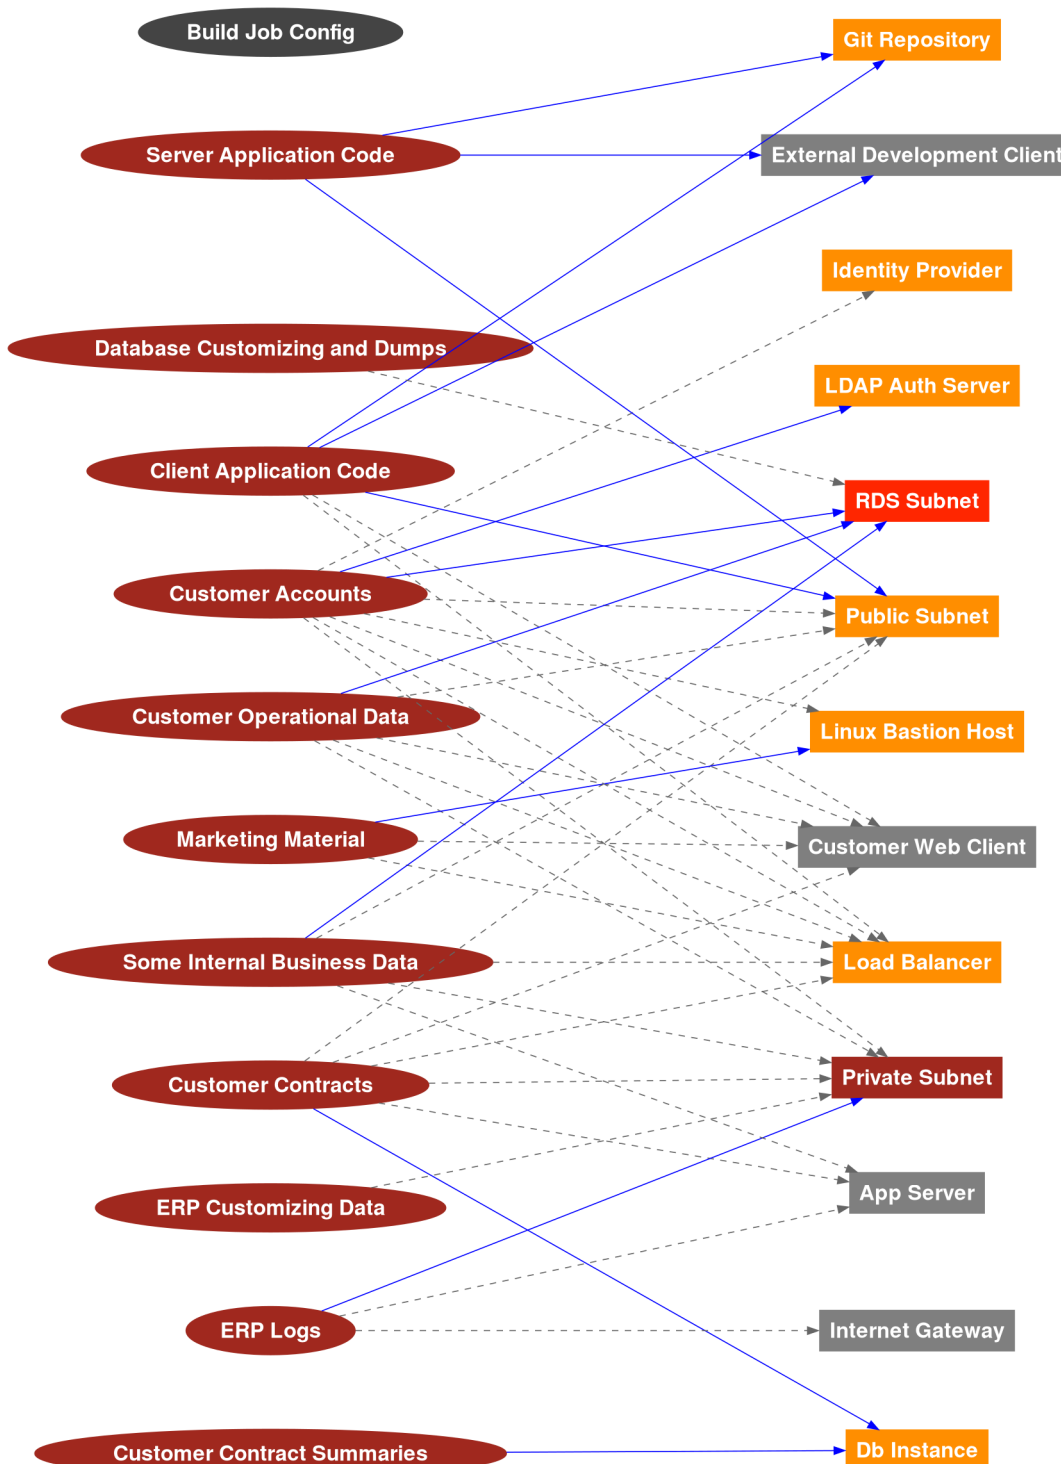 Build Job Config
Git Repository
Server Application Code
External Development Client
Identity Provider
Database Customizing and Dumps
LDAP Auth Server
Client Application Code
RDS Subnet
Customer Accounts
Public Subnet
Customer Operational Data
Linux Bastion Host
Marketing Material
Customer Web Client
Some Internal Business Data
Load Balancer
Customer Contracts
Private Subnet
ERP Customizing Data
App Server
ERP Logs
Internet Gateway
Customer Contract Summaries
Db Instance